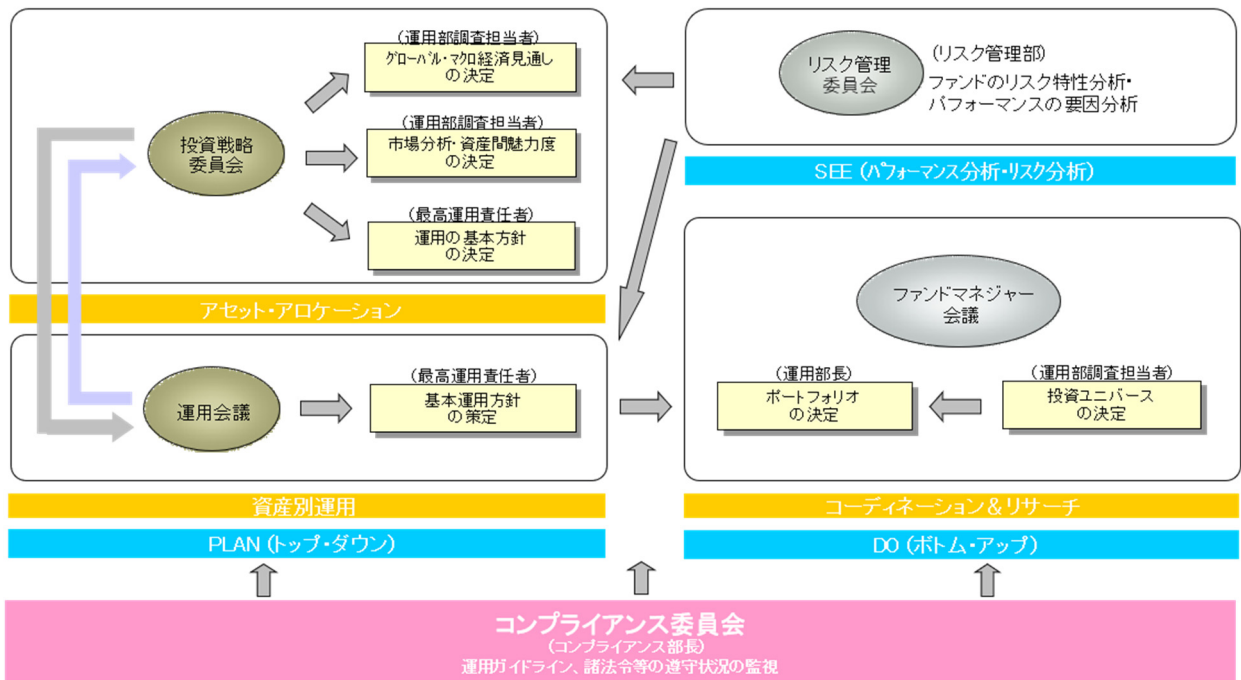 (運用部調査担当者)
グローバル・マクロ経済見通し
の決定
投資戦略
委員会
(運用部調査担当者)
市場分析・資産間魅力度
の決定
(最高運用責任者)
運用の基本方針
の決定
アセット・アロケーション
リスク管理
委員会
(リスク管理部)
ファンドのリスク特性分析・
パフォーマンスの要因分析
SEE (パフォーマンス分析・リスク分析)
運用会議
(最高運用責任者)
基本運用方針
の策定
資産別運用
PLAN (トップ・ダウン)
ファンドマネジャー
会議
(運用部長)
ポートフォリオ
の決定
(運用部調査担当者)
投資ユニバース
の決定
コーディネーション＆リサーチ
DO (ボトム・アップ)
コンプライアンス委員会
(コンプライアンス部長)
運用ガイドライン、諸法令等の遵守状況の監視